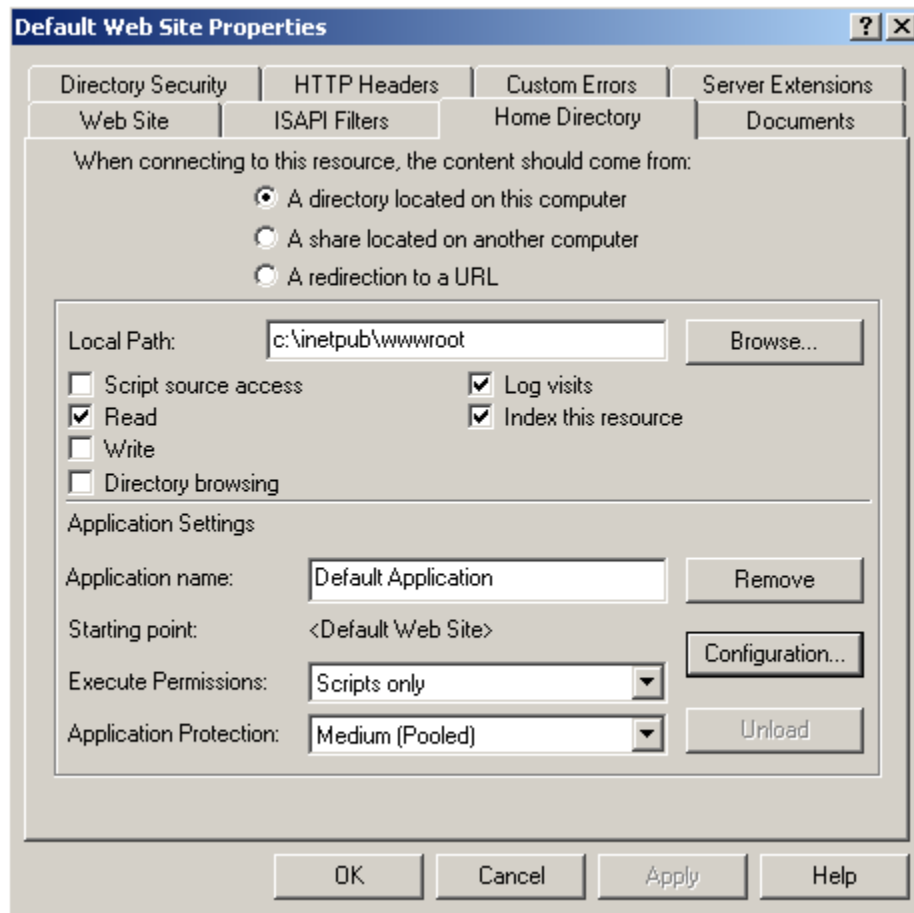 Default Web Site Properties
Directory Security HTTP Headers Custom Errors Server Extensions
Web Site ISAPI Filters Home Directory Documents
When connecting to this resource, the content should come from:
A directory located on this computer
A share located on another computer
A redirection to a URL
Local Path: c:\inetpub\wwwroot Browse...
Script source access Log visits
Read Index this resource
Write
Directory browsing
Application Settings
Application name: Default Application Remove
Starting point: <Default Web Site>
Configuration...
Execute Permissions: Scripts only
Application Protection: Medium (Pooled) Unload
OK Cancel Apply Help